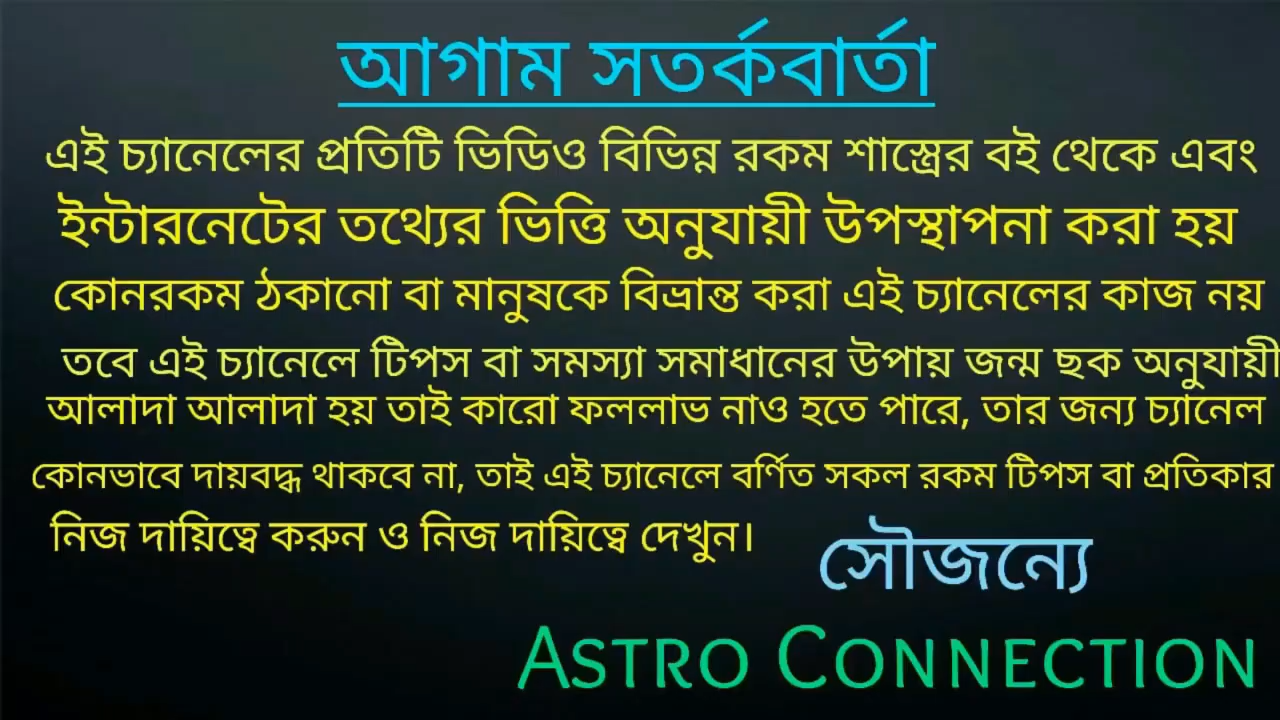 আগাম সতর্কবার্তা
এই চ্যানেলের প্রতিটি ভিডিও বিভিন্ন রকম শাস্ত্রের বই থেকে এবং
ইন্টারনেটের তথ্যের ভিত্তি অনুযায়ী উপস্থাপনা করা হয়
কোনরকম ঠকানো বা মানুষকে বিভ্রান্ত করা এই চ্যানেলের কাজ নয়
তবে এই চ্যানেলে টিপস বা সমস্যা সমাধানের উপায় জন্ম ছক অনুযায়ী
আলাদা আলাদা হয় তাই কারো ফললাভ নাও হতে পারে, তার জন্য চ্যানেল
কোনভাবে দায়বদ্ধ থাকবে না, তাই এই চ্যানেলে বর্ণিত সকল রকম টিপস বা প্রতিকার
নিজ দায়িত্বে করুন ও নিজ দায়িত্বে দেখুন।
সৌজন্যে
Astro Connection